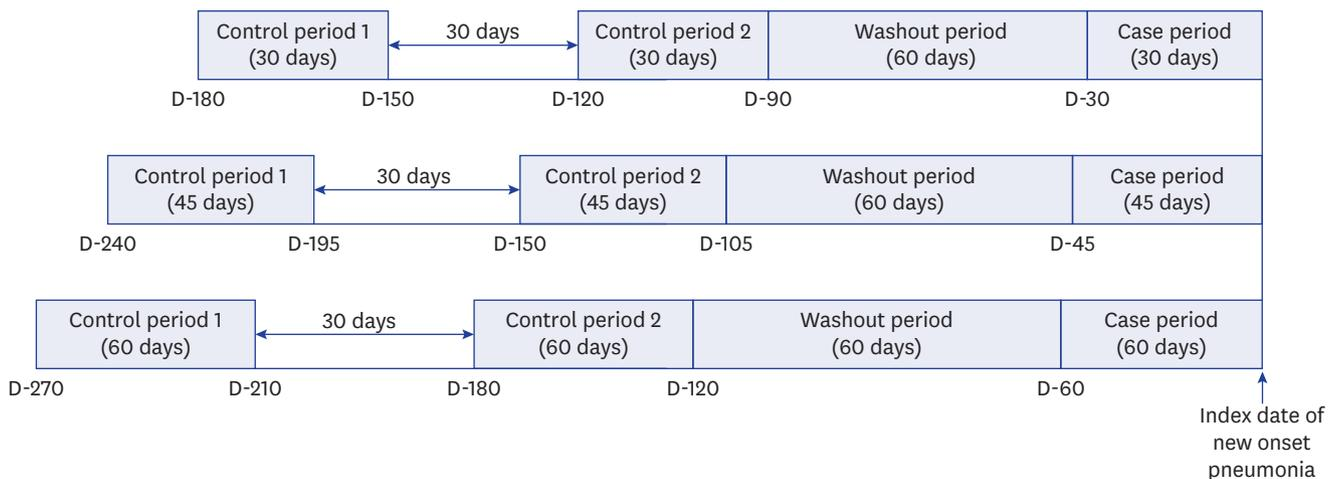 Control period 1
(30 days)
30 days
Control period 2
(30 days)
Washout period
(60 days)
Case period
(30 days)
D-180
D-150
D-120
D-90
D-30
Control period 1
(45 days)
30 days
Control period 2
(45 days)
Washout period
(60 days)
Case period
(45 days)
D-240
D-195
D-150
D-105
D-45
Control period 1
(60 days)
30 days
Control period 2
(60 days)
Washout period
(60 days)
Case period
(60 days)
D-270
D-210
D-180
D-120
D-60
Index date of
new onset
pneumonia